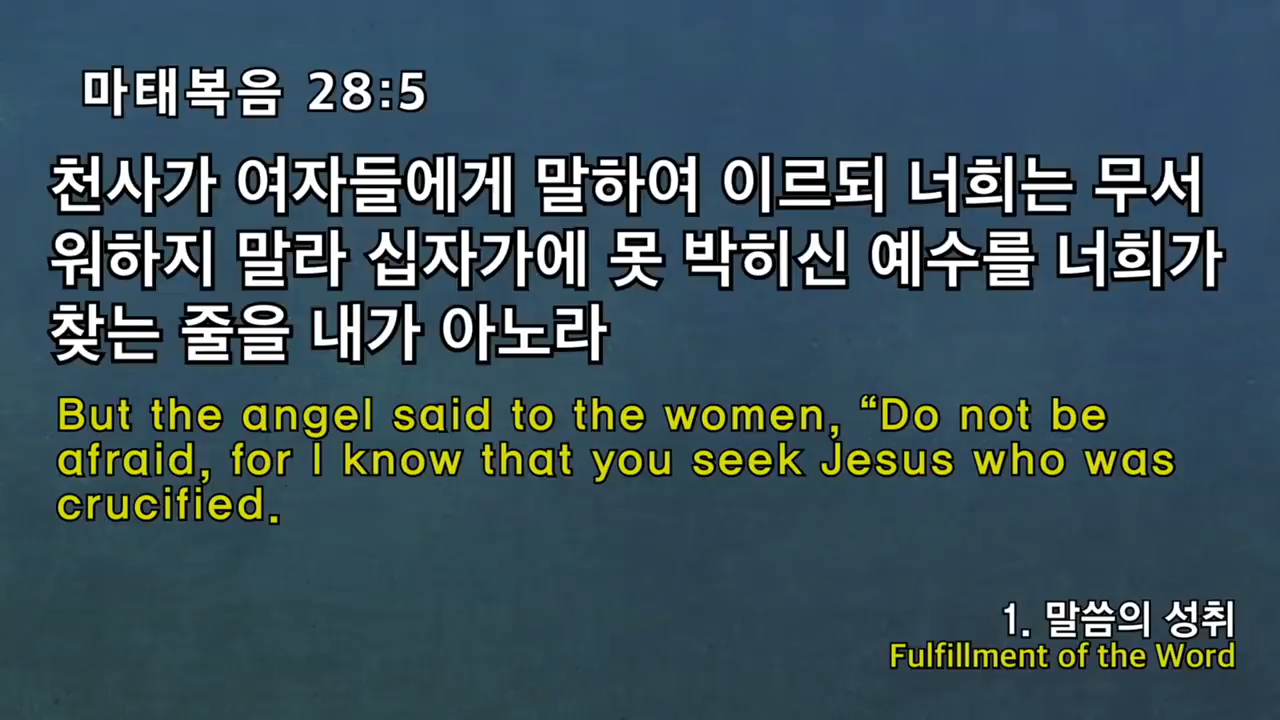 마태복음 28:5
천사가 여자들에게 말하여 이르되 너희는 무서
워하지 말라 십자가에 못 박히신 예수를 너희가
찾는 줄을 내가 아노라
But the angel said to the women, “Do not be
afraid, for I know that you seek Jesus who was
crucified.
1. 말씀의 성취
Fulfillment of the Word